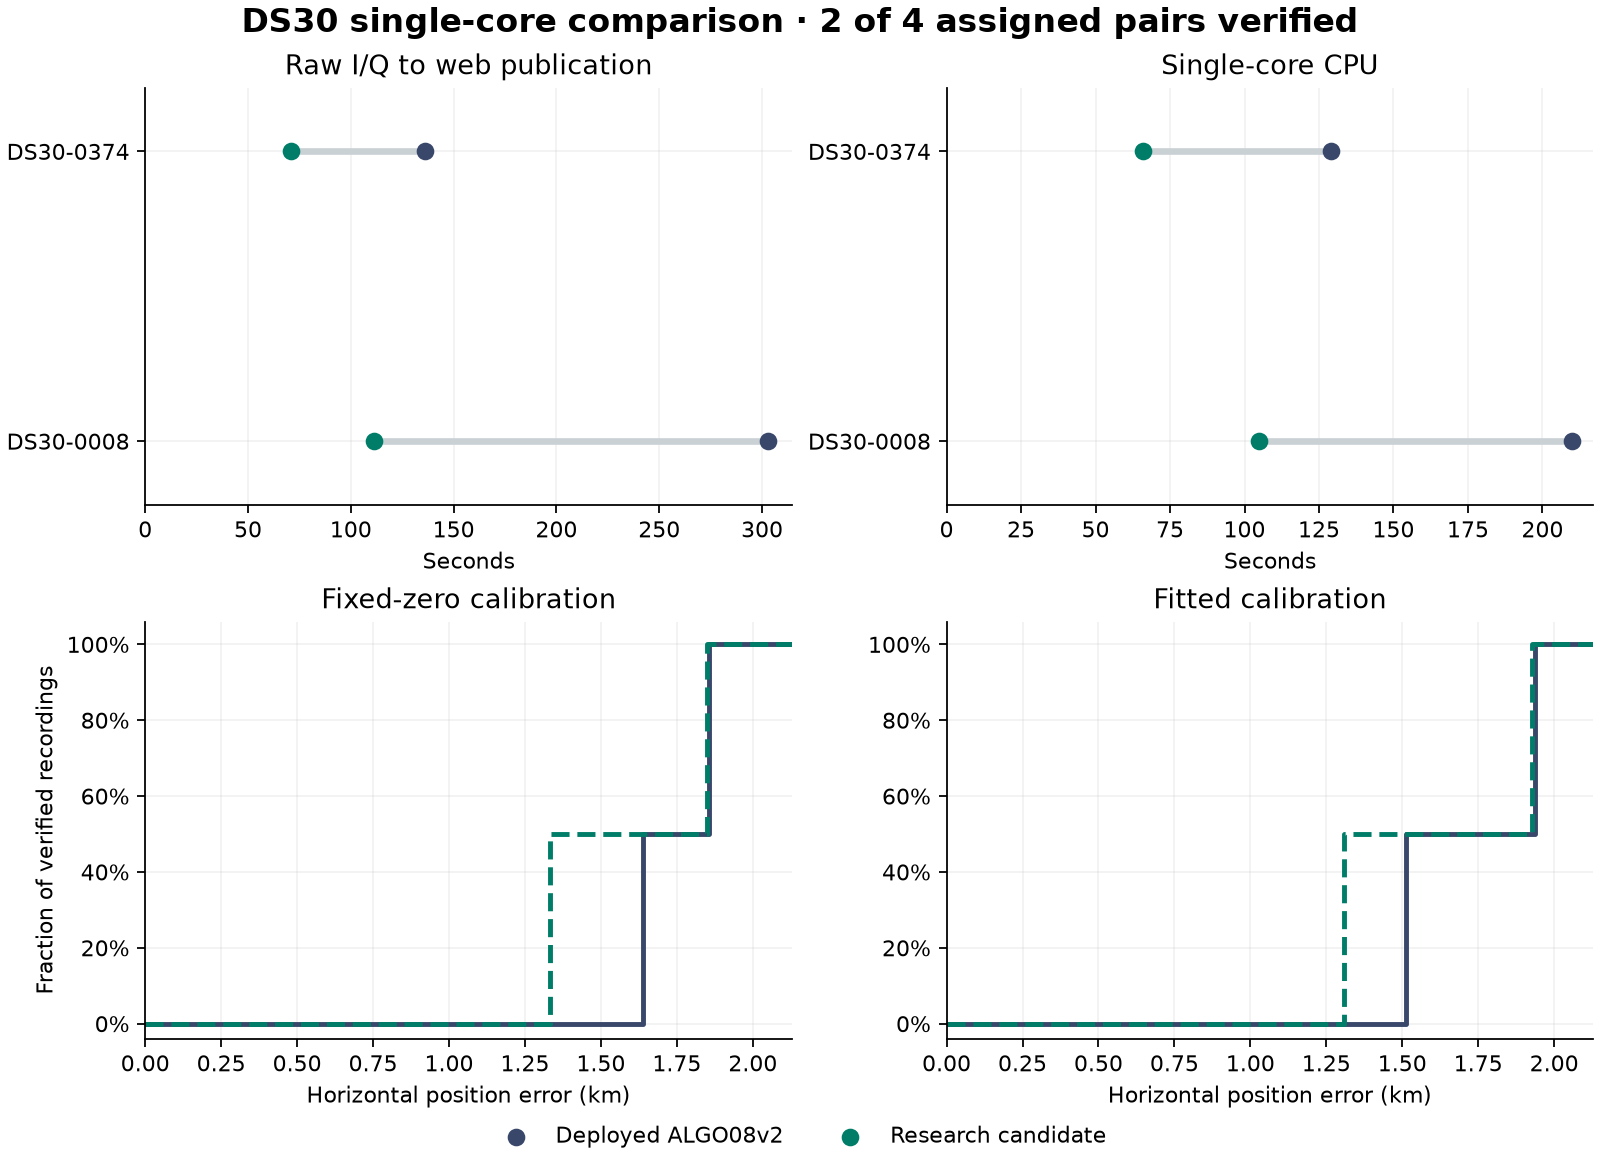 DS30 single-core comparison · 2 of 4 assigned pairs verified
Raw I/Q to web publication
DS30-0374
DS30-0008
0 50 100 150 200 250 300
Seconds
Single-core CPU
DS30-0374
DS30-0008
0 25 50 75 100 125 150 175 200
Seconds
Fixed-zero calibration
Fraction of verified recordings
100%
80%
60%
40%
20%
0%
0.00 0.25 0.50 0.75 1.00 1.25 1.50 1.75 2.00
Horizontal position error (km)
Fitted calibration
100%
80%
60%
40%
20%
0%
0.00 0.25 0.50 0.75 1.00 1.25 1.50 1.75 2.00
Horizontal position error (km)
Deployed ALGO08v2
Research candidate